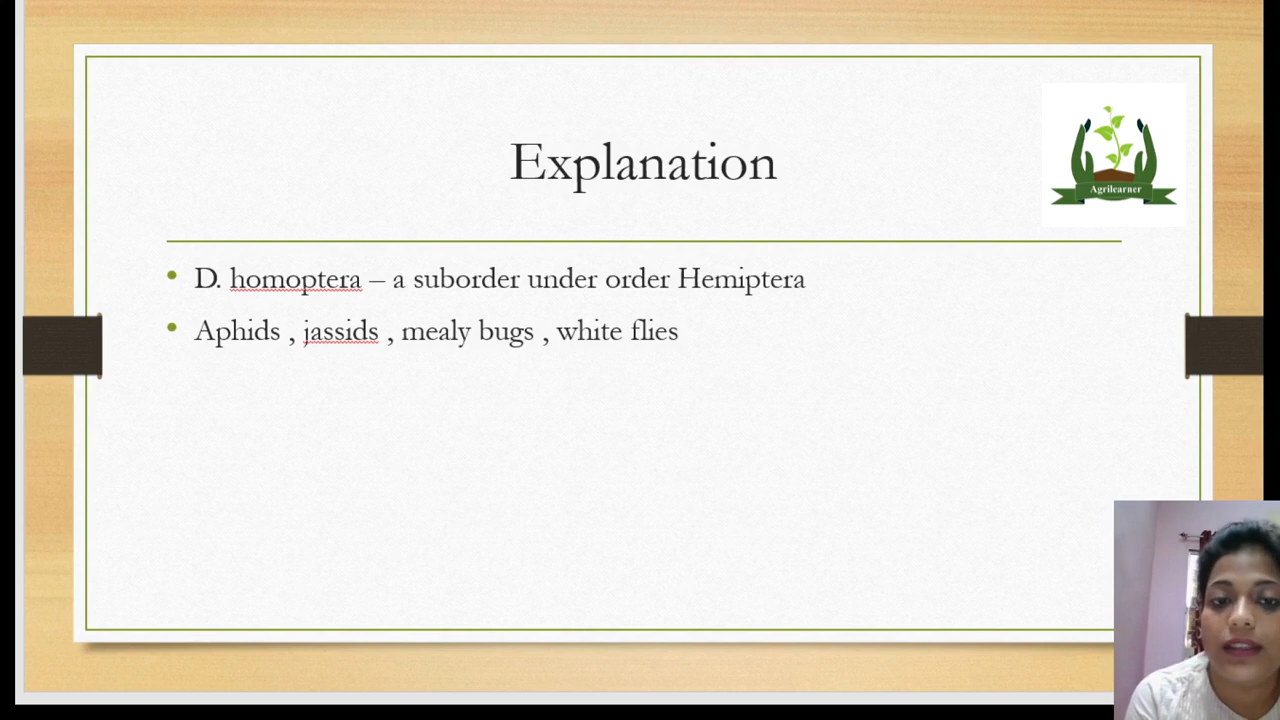 Explanation
Agrilearner
D. homoptera – a suborder under order Hemiptera
Aphids , jassids , mealy bugs , white flies